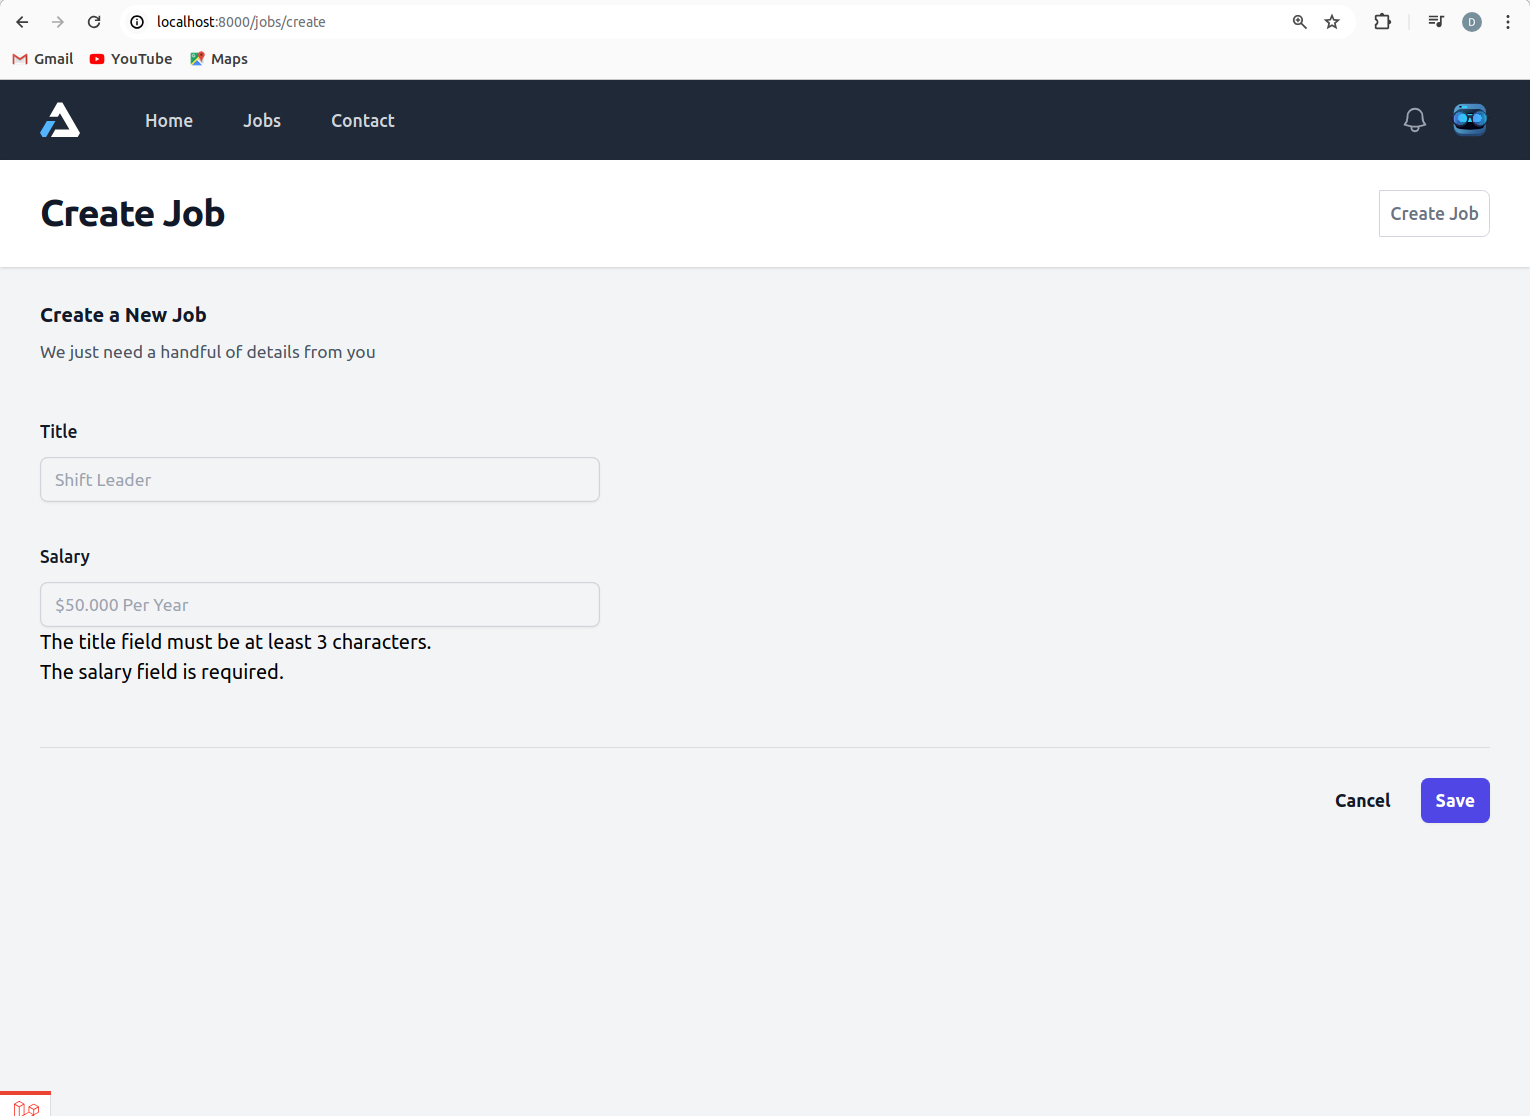 localhost:8000/jobs/create
D
Gmail YouTube Maps
Home Jobs Contact
Create Job
Create Job
Create a New Job
We just need a handful of details from you
Title
Shift Leader
Salary
$50.000 Per Year
The title field must be at least 3 characters.
The salary field is required.
Cancel Save